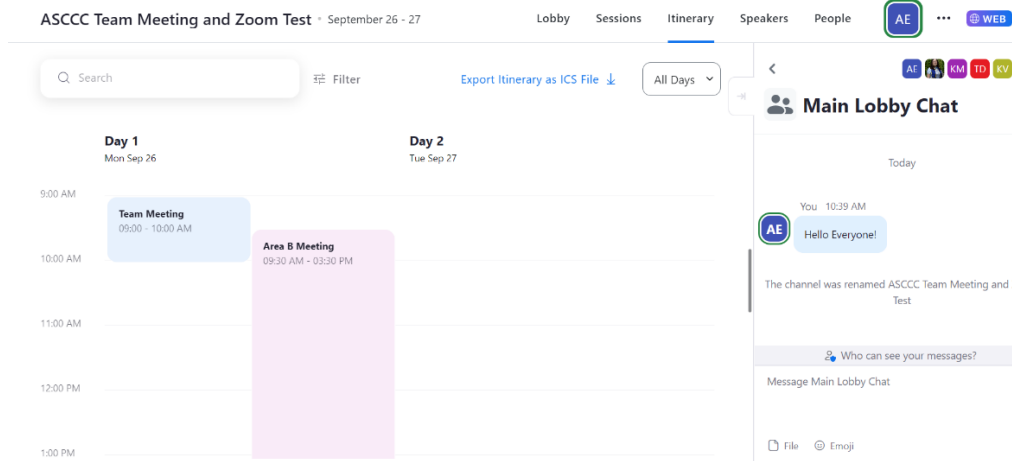 ASCCC Team Meeting and Zoom Test • September 26 - 27
Lobby
Sessions
Itinerary
Speakers
People
AE
WEB
Search
Filter
Export Itinerary as ICS File
All Days
Day 1
Mon Sep 26
Day 2
Tue Sep 27
9:00 AM
Team Meeting
09:00 - 10:00 AM
Area B Meeting
09:30 AM - 03:30 PM
10:00 AM
11:00 AM
12:00 PM
1:00 PM
AE
KM
TD
KV
Main Lobby Chat
Today
You 10:39 AM
AE
Hello Everyone!
The channel was renamed ASCCC Team Meeting and
Test
Who can see your messages?
Message Main Lobby Chat
File
Emoji